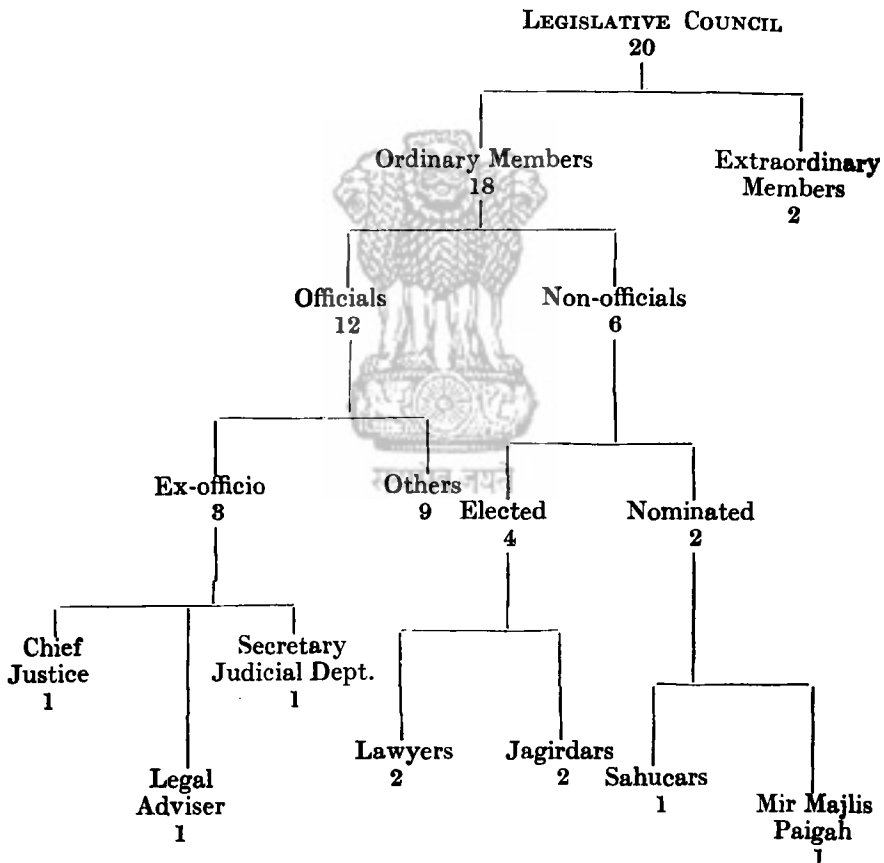 LEGISLATIVE COUNCIL
20
Ordinary Members
18
Extraordinary
Members
2
Officials
12
Non-officials
6
Ex-officio
3
Others
9
Elected
4
Nominated
2
जयते
Chief
Justice
1
Secretary
Judicial Dept.
1
Legal
Adviser
1
Lawyers
2
Jagirdars
2
Sahucars
1
Mir Majlis
Paigah
1